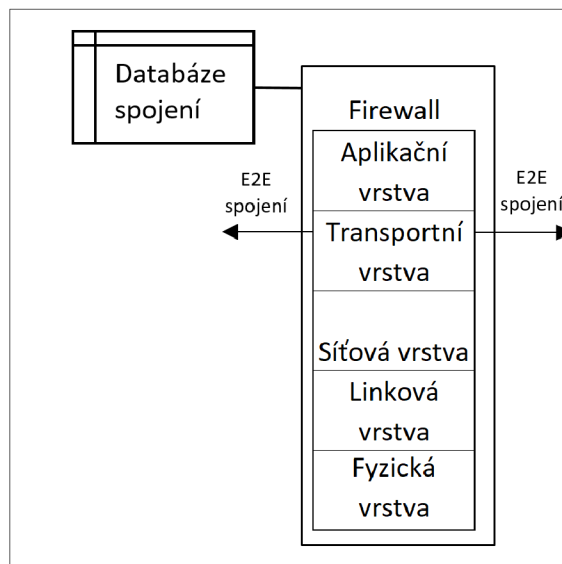 Databáze
spojení
Firewall
Aplikační
vrstva
E2E
spojení
E2E
spojení
Transportní
vrstva
Síťová vrstva
Linková
vrstva
Fyzická
vrstva